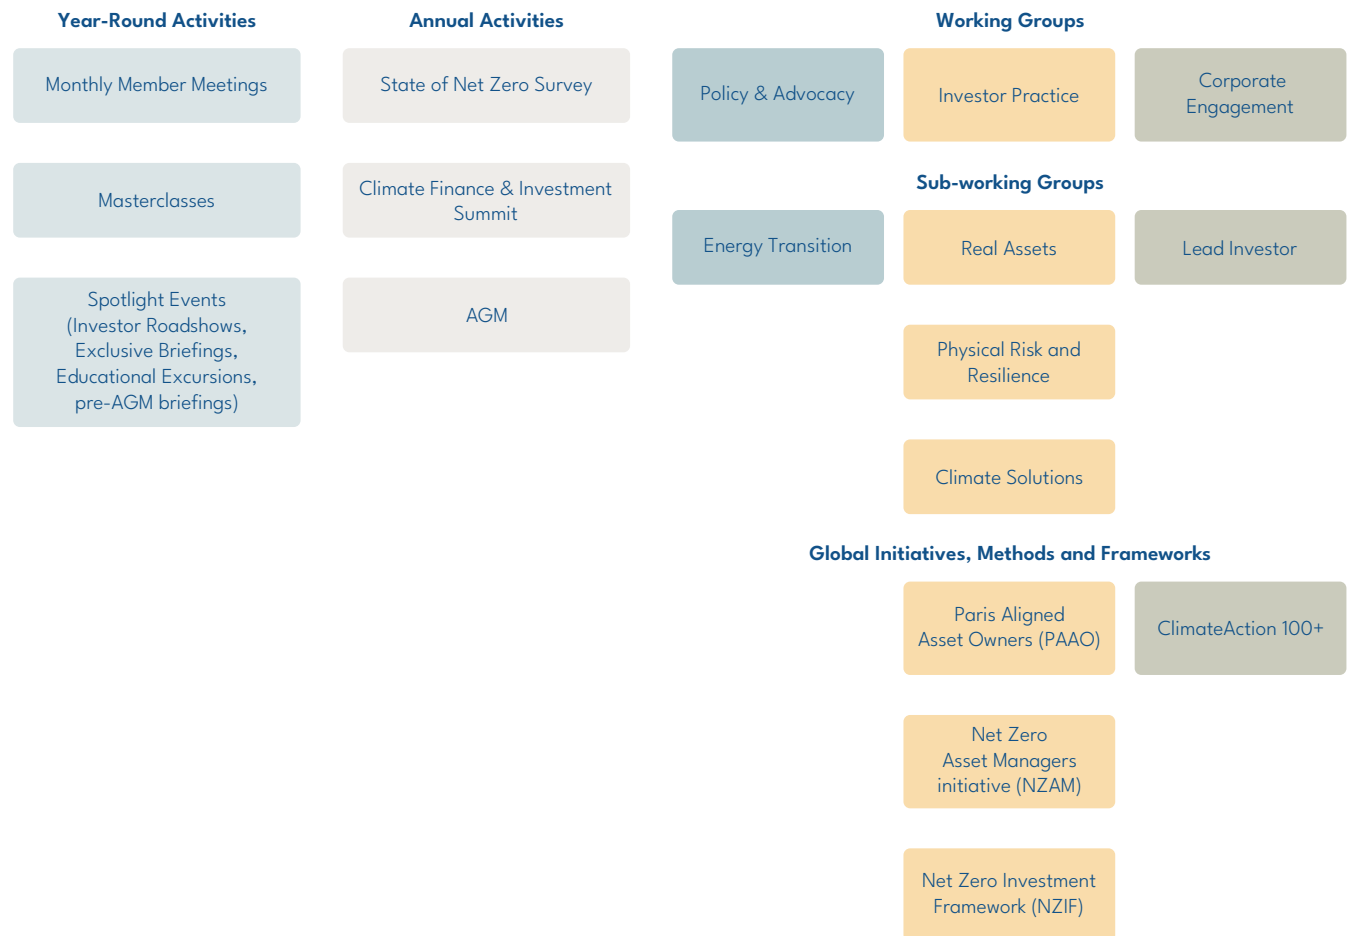 Year-Round Activities
Monthly Member Meetings
Masterclasses
Spotlight Events
(Investor Roadshows,
Exclusive Briefings,
Educational Excursions,
pre-AGM briefings)
Annual Activities
State of Net Zero Survey
Climate Finance & Investment
Summit
AGM
Working Groups
Policy & Advocacy
Investor Practice
Corporate
Engagement
Sub-working Groups
Energy Transition
Real Assets
Lead Investor
Physical Risk and
Resilience
Climate Solutions
Global Initiatives, Methods and Frameworks
Paris Aligned
Asset Owners (PAAO)
ClimateAction 100+
Net Zero
Asset Managers
initiative (NZAM)
Net Zero Investment
Framework (NZIF)